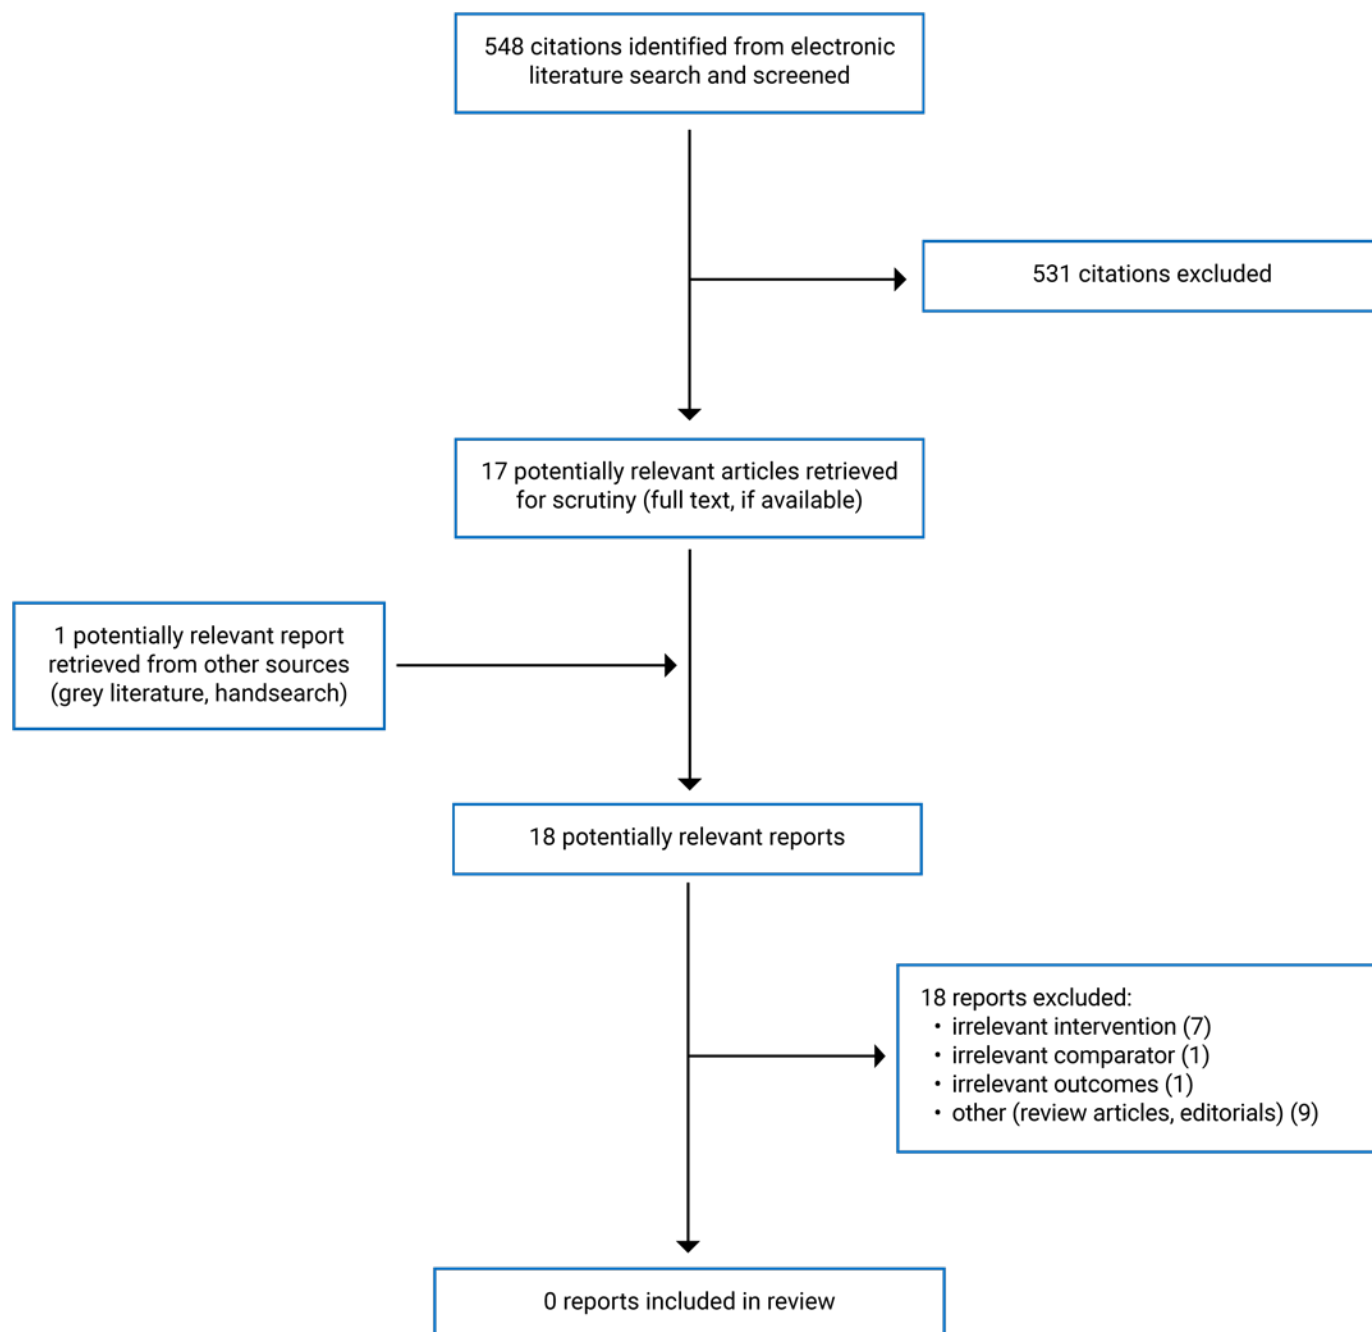 548 citations identified from electronic
literature search and screened
531 citations excluded
17 potentially relevant articles retrieved
for scrutiny (full text, if available)
1 potentially relevant report
retrieved from other sources
(grey literature, handsearch)
18 potentially relevant reports
18 reports excluded:
• irrelevant intervention (7)
• irrelevant comparator (1)
• irrelevant outcomes (1)
• other (review articles, editorials) (9)
0 reports included in review